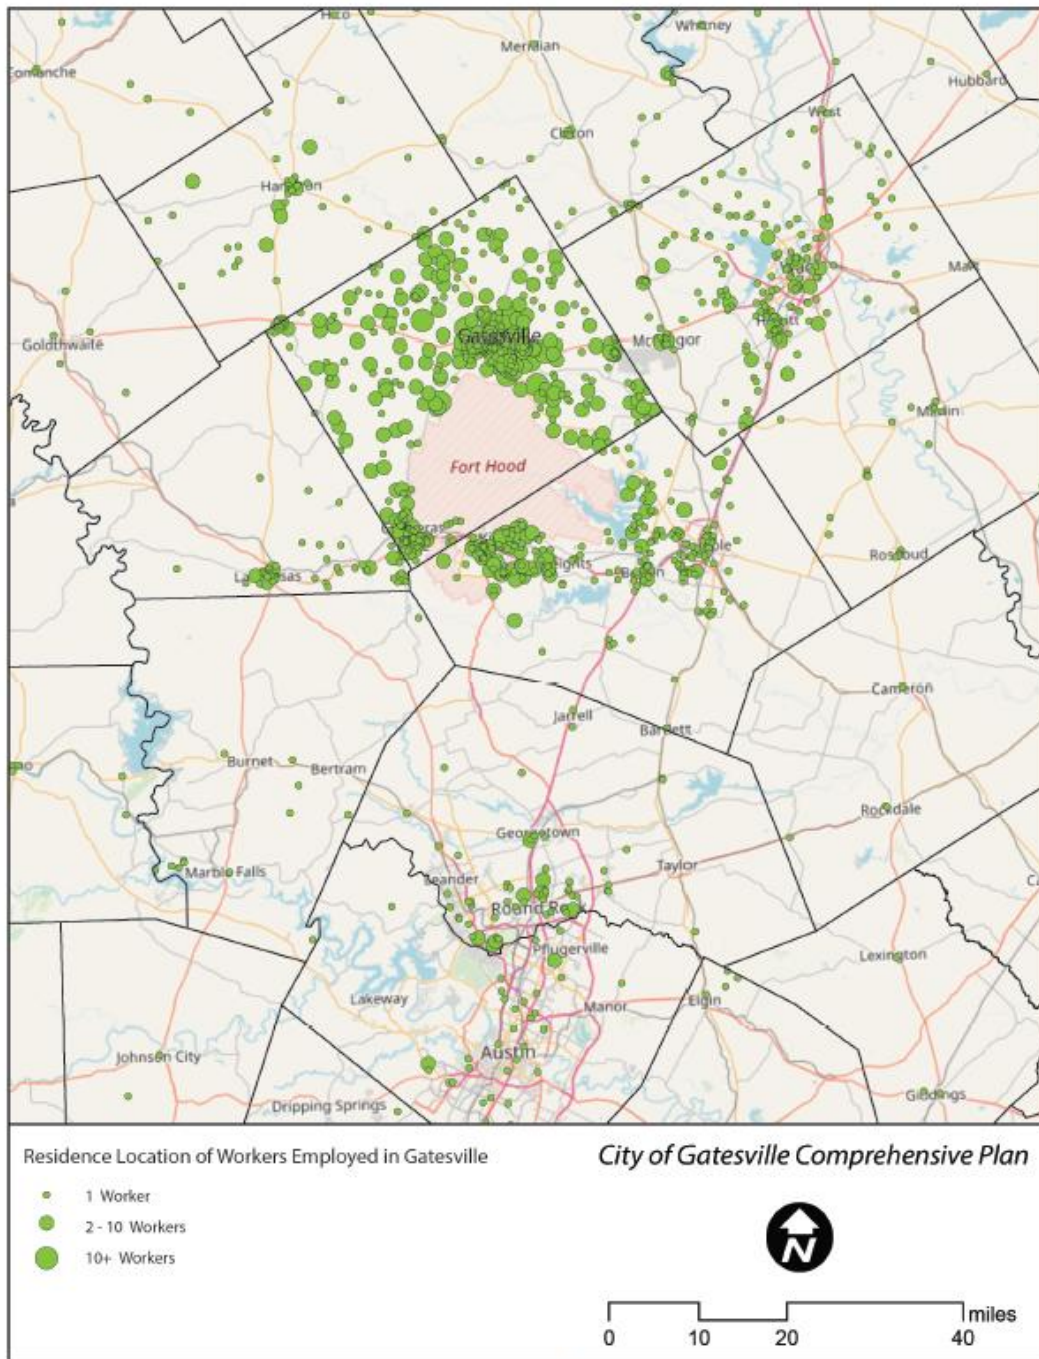 Hico
Whitney
Meridian
Comanche
Hubbard
West
Clifton
Hamilton
Waco
Gatesville
McGregor
Hewitt
Goldthwaite
Marlin
Fort Hood
Temple
Rosebud
Lampasas
Belton
Cameron
Jarrell
Bartlett
Burnet
Bertram
Rockdale
Georgetown
Taylor
Leander
Marble Falls
Round Rock
Pflugerville
Lexington
Lakeway
Manor
Elgin
Austin
Johnson City
Giddings
Dripping Springs
Residence Location of Workers Employed in Gatesville
City of Gatesville Comprehensive Plan
1 Worker
2 - 10 Workers
10+ Workers
N
miles
0 10 20 40